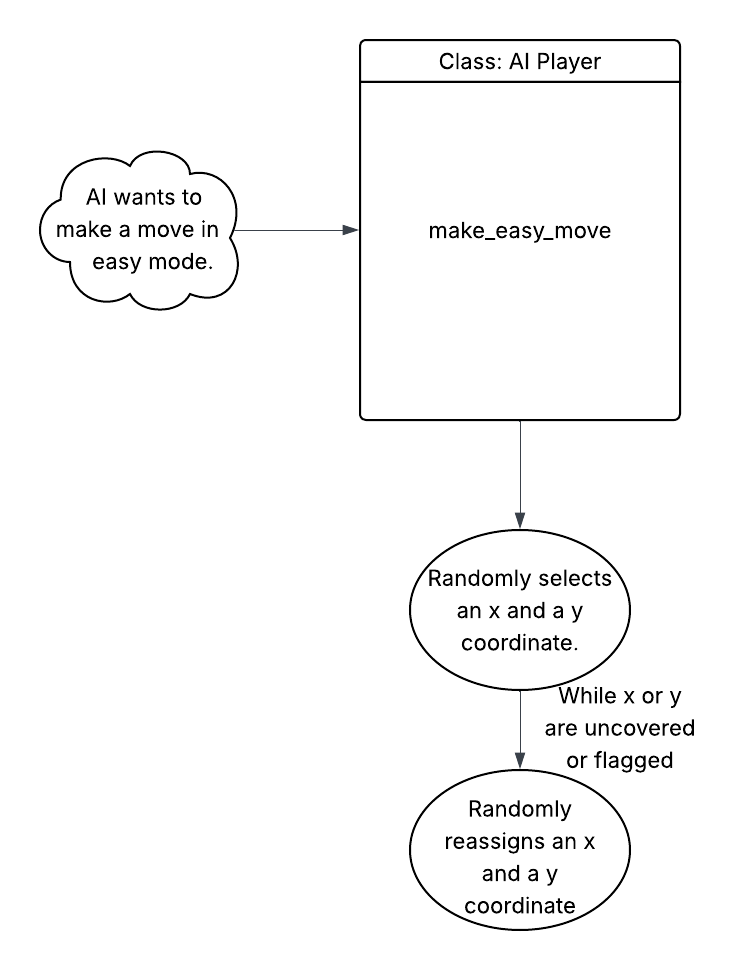 Class: AI Player
AI wants to
make a move in
easy mode.
make_easy_move
Randomly selects
an x and a y
coordinate.
While x or y
are uncovered
or flagged
Randomly
reassigns an x
and a y
coordinate